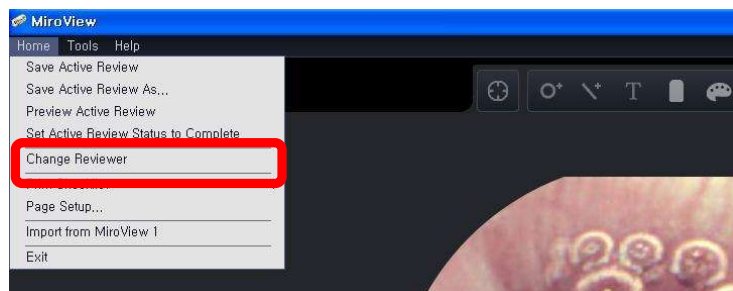 MiroView
Home Tools Help
Save Active Review
Save Active Review As...
Preview Active Review
Set Active Review Status to Complete
T
Change Reviewer
Page Setup...
Import from MiroView 1
Exit